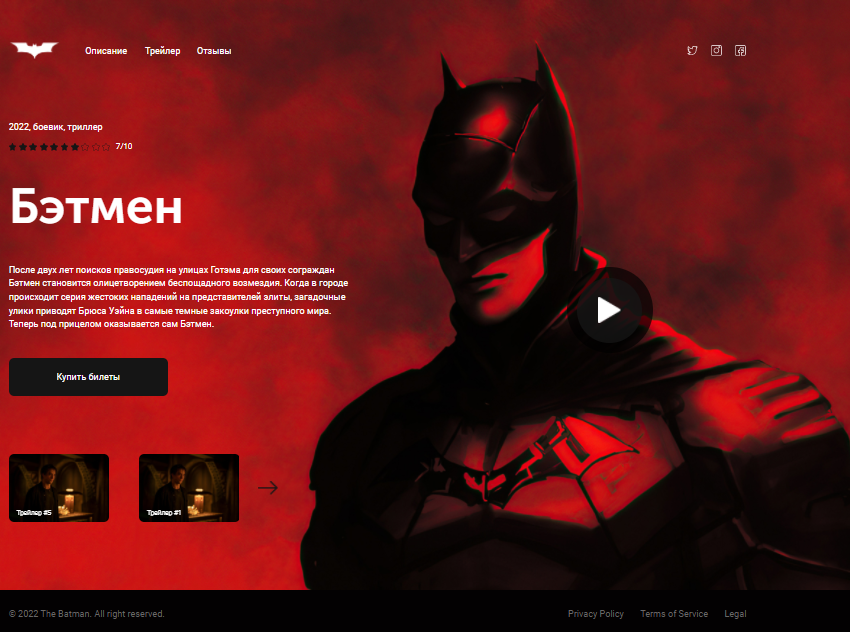 Описание Трейлер Отзывы
2022, боевик, триллер
7/10
Бэтмен
После двух лет поисков правосудия на улицах Готэма для своих сограждан
Бэтмен становится олицетворением беспощадного возмездия. Когда в городе
происходит серия жестоких нападений на представителей элиты, загадочные
улики приводят Брюса Уэйна в самые темные закоулки преступного мира.
Теперь под прицелом оказывается сам Бэтмен.
Купить билеты
Трейлер #5 Трейлер #1
© 2022 The Batman. All right reserved. Privacy Policy Terms of Service Legal